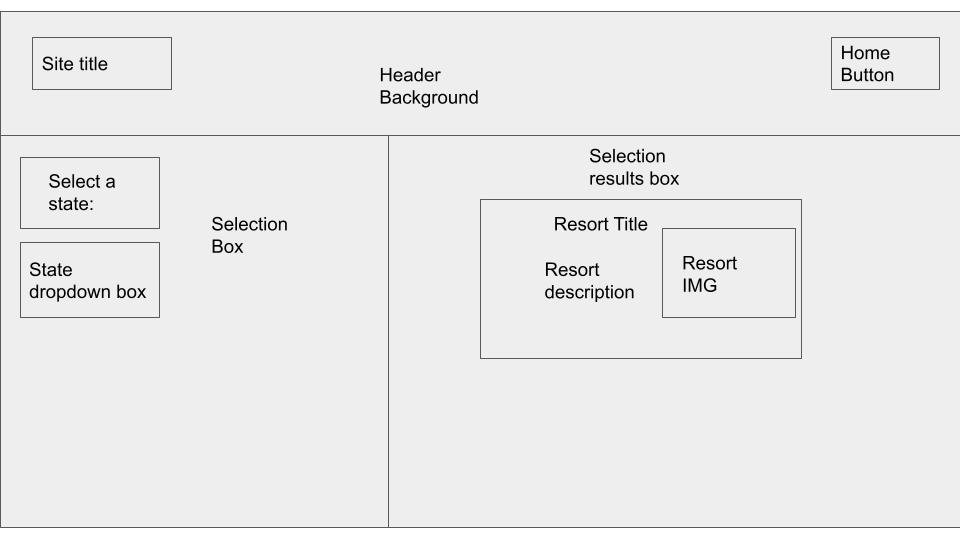 Site title
Header
Background
Home
Button
Select a
state:
State
dropdown box
Selection
Box
Selection
results box
Resort Title
Resort
description
Resort
IMG